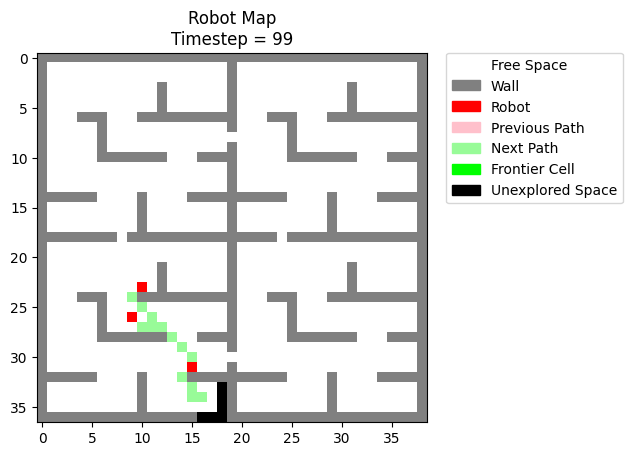 Robot Map
Timestep = 99
Free Space
Wall
Robot
Previous Path
Next Path
Frontier Cell
Unexplored Space
0
5
10
15
20
25
30
35
0 5 10 15 20 25 30 35